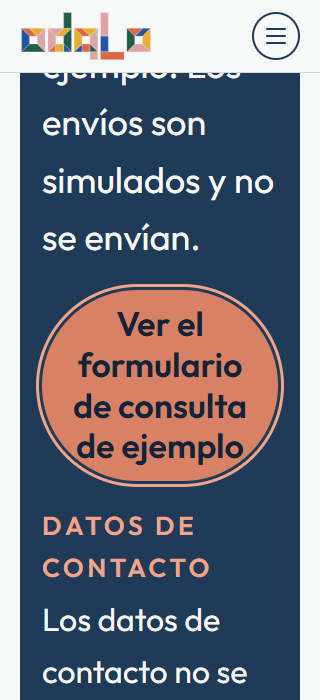 odalo
ejemplo. Los
envíos son
simulados y no
se envían.
Ver el
formulario
de consulta
de ejemplo
DATOS DE
CONTACTO
Los datos de
contacto no se